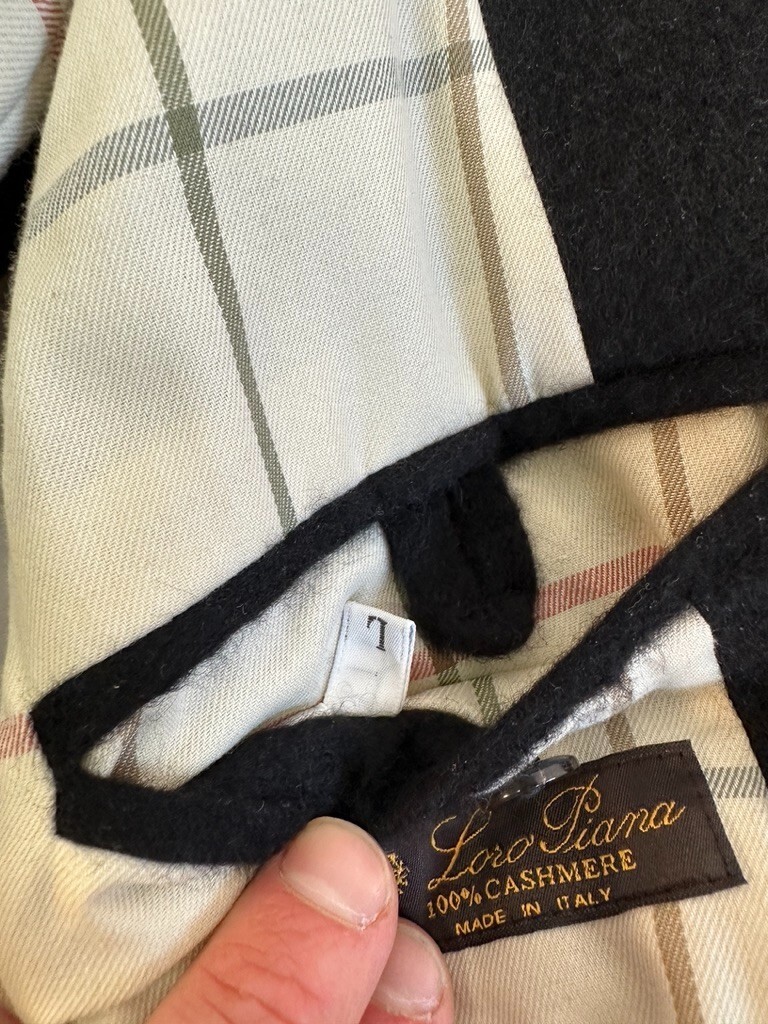 L
Loro Piana
100% CASHMERE
MADE IN ITALY